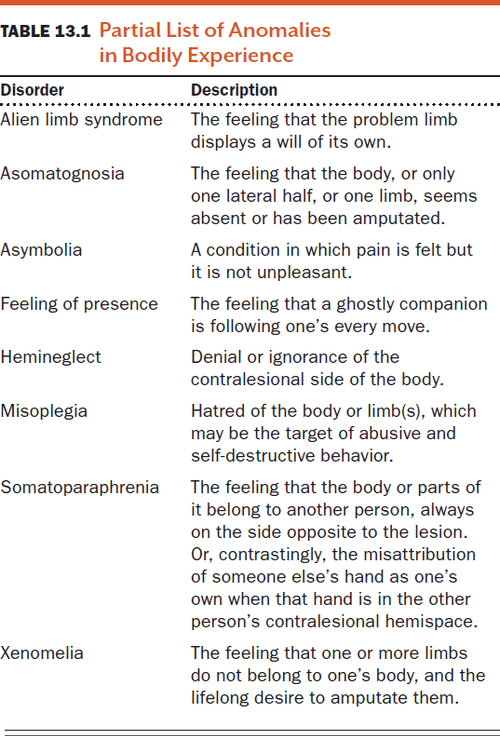 TABLE 13.1 Partial List of Anomalies
in Bodily Experience
Disorder Description
Alien limb syndrome The feeling that the problem limb
displays a will of its own.
Asomatognosia The feeling that the body, or only
one lateral half, or one limb, seems
absent or has been amputated.
Asymbolia A condition in which pain is felt but
it is not unpleasant.
Feeling of presence The feeling that a ghostly companion
is following one's every move.
Hemineglect Denial or ignorance of the
contralesional side of the body.
Misoplegia Hatred of the body or limb(s), which
may be the target of abusive and
self-destructive behavior.
Somatoparaphrenia The feeling that the body or parts of
it belong to another person, always
on the side opposite to the lesion.
Or, contrastingly, the misattribution
of someone else's hand as one's
own when that hand is in the other
person's contralesional hemispace.
Xenomelia The feeling that one or more limbs
do not belong to one's body, and the
lifelong desire to amputate them.